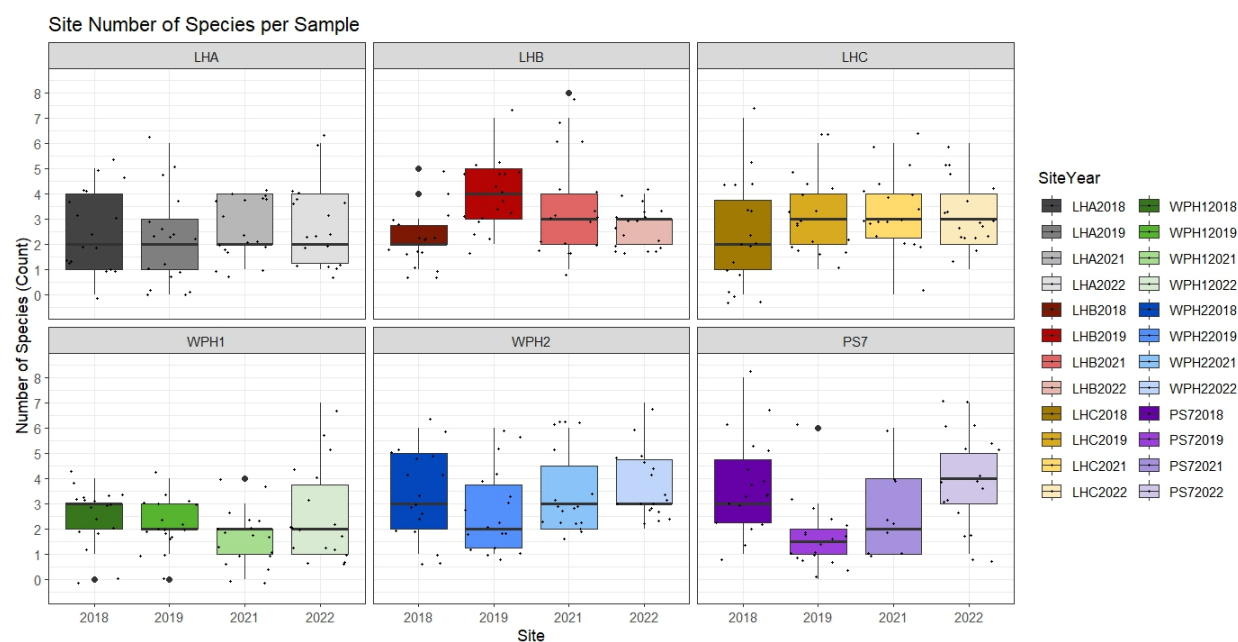 Site Number of Species per Sample
LHA LHB LHC
8
7
6
5
4
3
2
1
0
Number of Species (Count)
2018 2019 2021 2022 2018 2019 2021 2022 2018 2019 2021 2022
WPH1 WPH2 PS7
8
7
6
5
4
3
2
1
0
Site
SiteYear
LHA2018 WPH12018
LHA2019 WPH12019
LHA2021 WPH12021
LHA2022 WPH12022
LHB2018 WPH22018
LHB2019 WPH22019
LHB2021 WPH22021
LHB2022 WPH22022
LHC2018 PS72018
LHC2019 PS72019
LHC2021 PS72021
LHC2022 PS72022